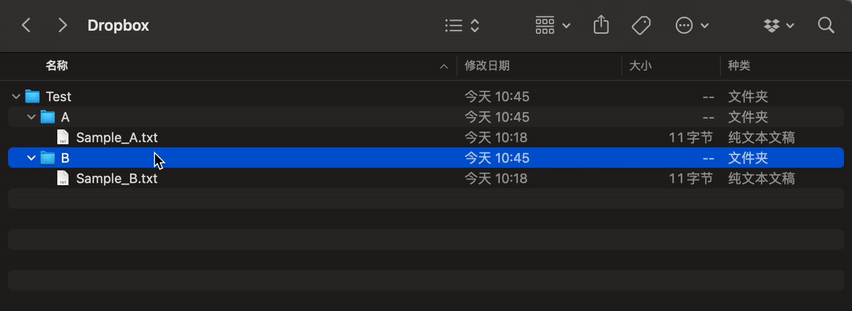 Dropbox
名称 修改日期 大小 种类
Test 今天 10:45 -- 文件夹
A 今天 10:45 -- 文件夹
Sample_A.txt 今天 10:18 11 字节 纯文本文稿
B 今天 10:45 -- 文件夹
Sample_B.txt 今天 10:18 11 字节 纯文本文稿